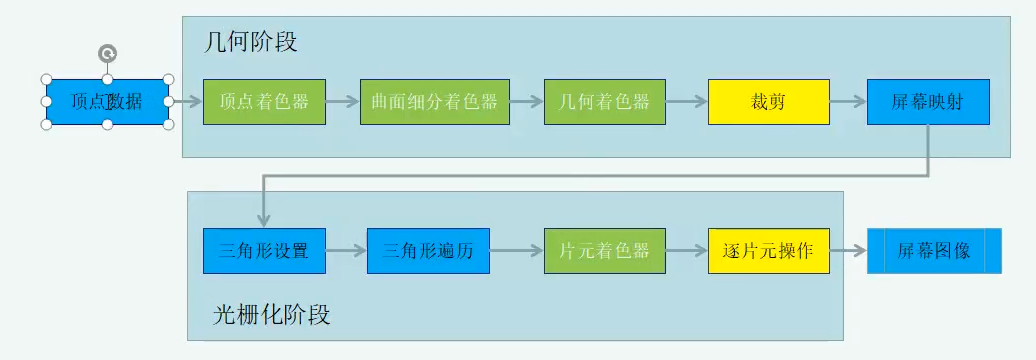 几何阶段
顶点数据
顶点着色器
曲面细分着色器
几何着色器
裁剪
屏幕映射
三角形设置
三角形遍历
片元着色器
逐片元操作
屏幕图像
光栅化阶段